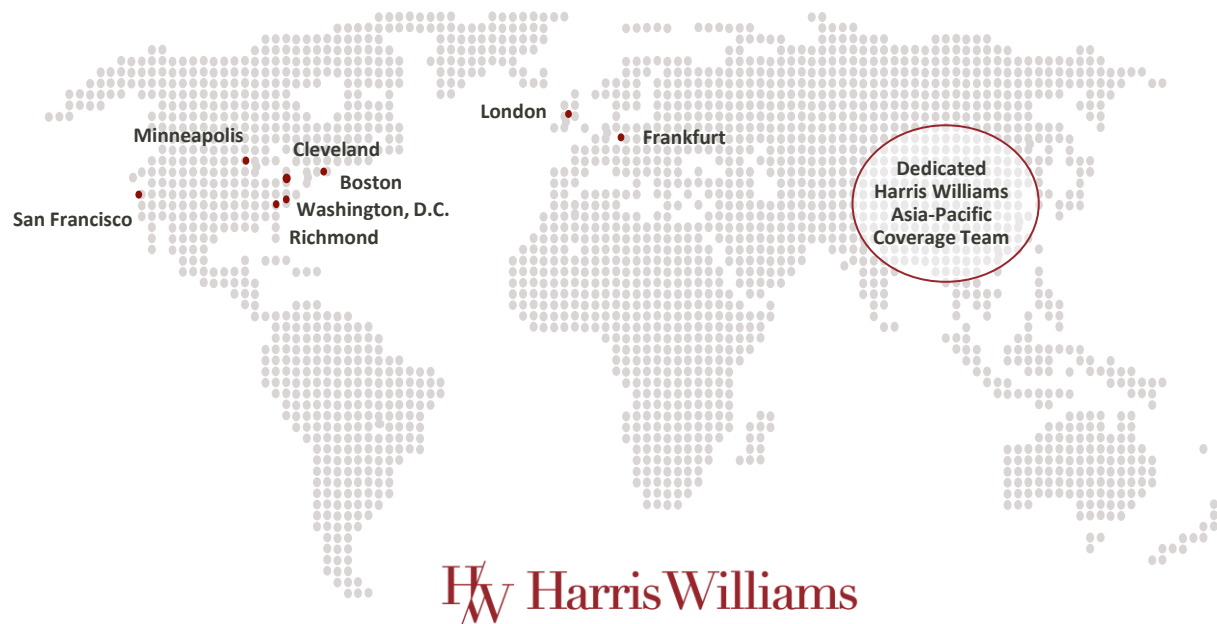 London
Minneapolis
Cleveland
Frankfurt
Boston
San Francisco
Washington, D.C.
Richmond
Dedicated
Harris Williams
Asia-Pacific
Coverage Team
HW Harris Williams